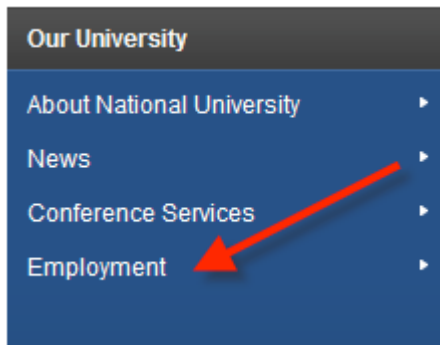 Our University
About National University
News
Conference Services
Employment